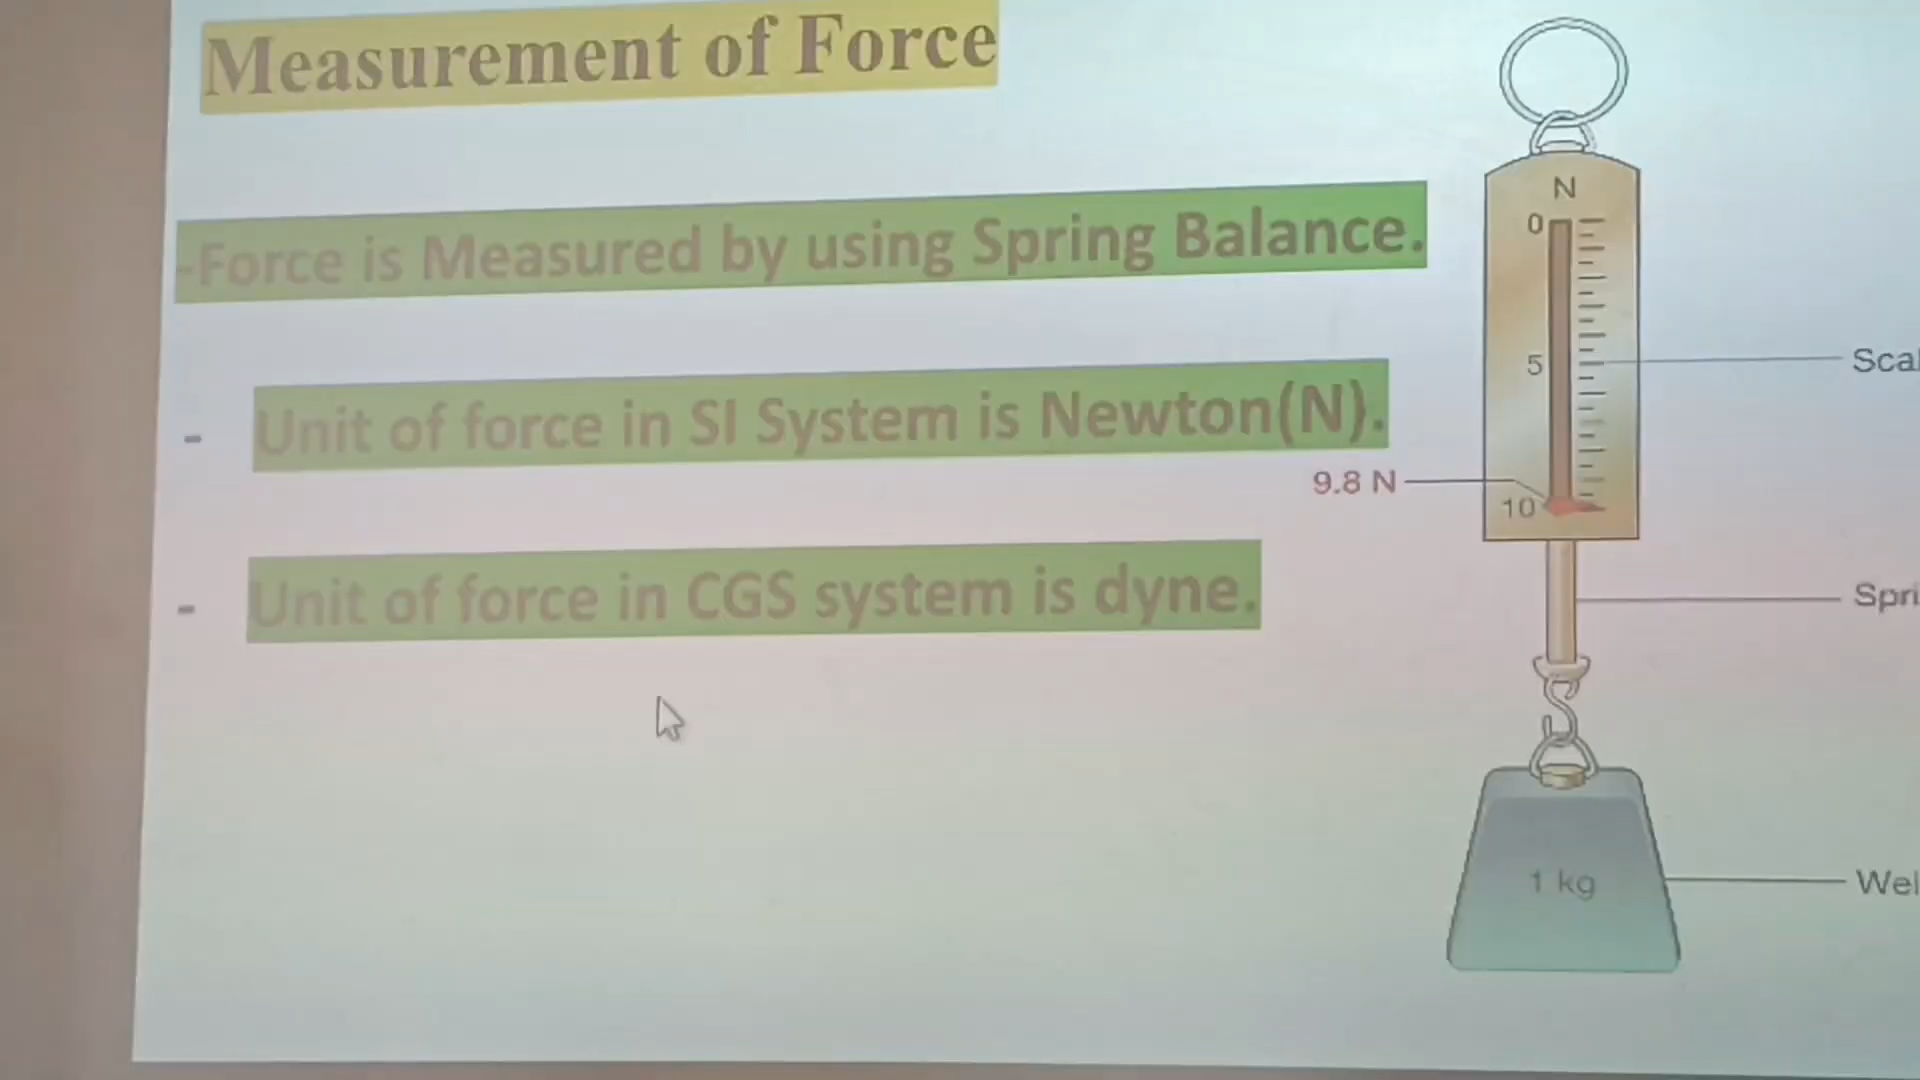 Measurement of Force
-Force is Measured by using Spring Balance.
- Unit of force in SI System is Newton(N).
- Unit of force in CGS system is dyne.
N
0
5
10
9.8 N
1 kg